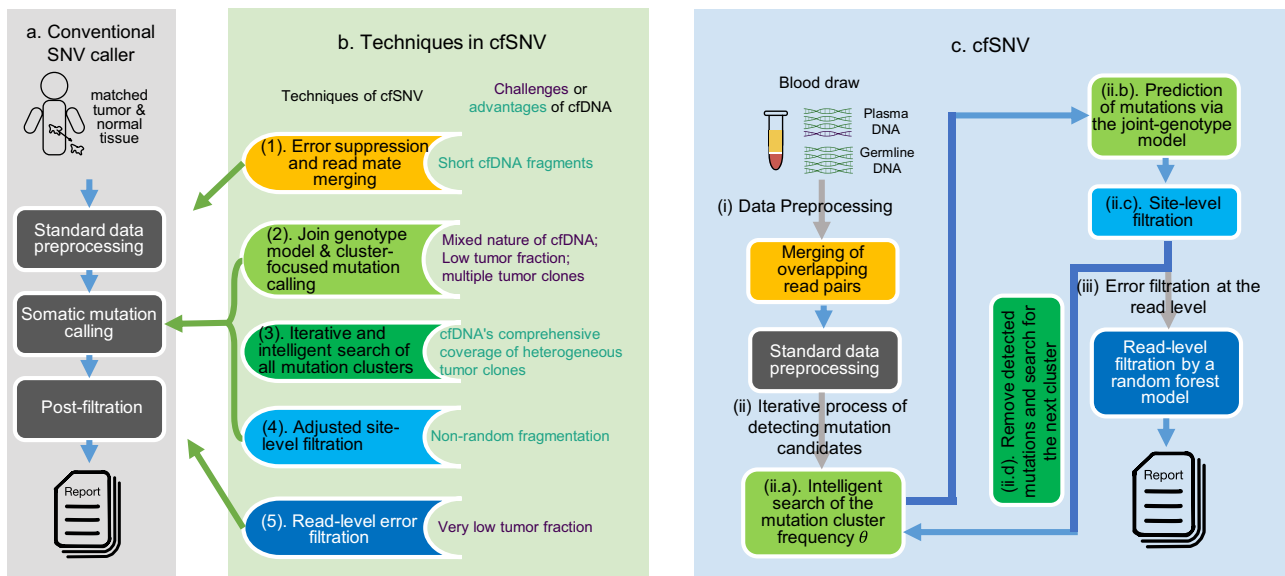 a. Conventional
SNV caller
matched
tumor &
normal
tissue
Standard data
preprocessing
Somatic mutation
calling
Post-filtration
Report
b. Techniques in cfSNV
Techniques of cfSNV
Challenges or
advantages of cfDNA
(1). Error suppression
and read mate
merging
Short cfDNA fragments
(2). Join genotype
model & cluster-
focused mutation
calling
Mixed nature of cfDNA;
Low tumor fraction;
multiple tumor clones
(3). Iterative and
intelligent search of
all mutation clusters
cfDNA's comprehensive
coverage of heterogeneous
tumor clones
(4). Adjusted site-
level filtration
Non-random fragmentation
(5). Read-level error
filtration
Very low tumor fraction
c. cfSNV
Blood draw
Plasma
DNA
Germline
DNA
(i) Data Preprocessing
Merging of
overlapping
read pairs
Standard data
preprocessing
(ii) Iterative process of
detecting mutation
candidates
(ii.a). Intelligent
search of the
mutation cluster
frequency θ
(ii.b). Prediction
of mutations via
the joint-genotype
model
(ii.c). Site-level
filtration
(ii.d). Remove detected
mutations and search for
the next cluster
(iii) Error filtration at
the read level
Read-level
filtration by a
random forest
model
Report